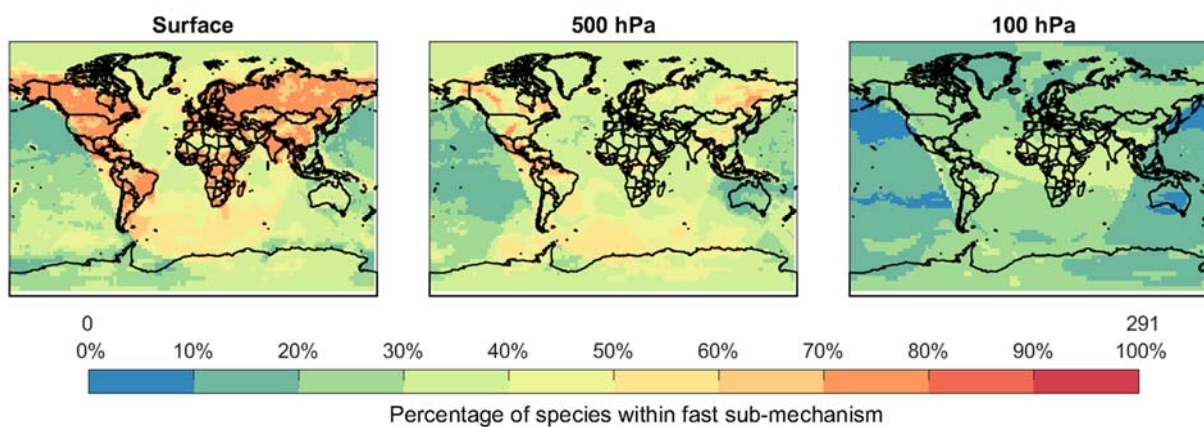 Surface 500 hPa 100 hPa
0 291
0% 10% 20% 30% 40% 50% 60% 70% 80% 90% 100%
Percentage of species within fast sub-mechanism